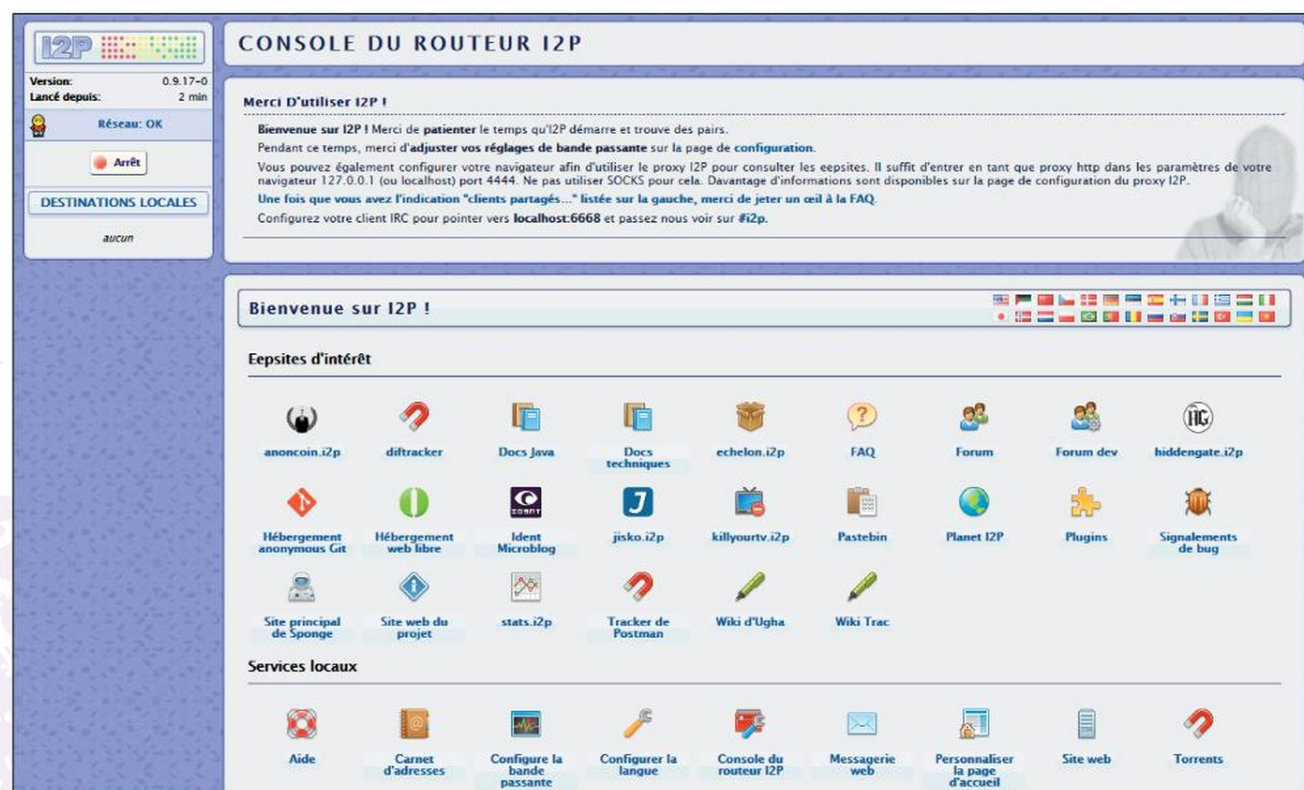 I2P
CONSOLE DU ROUTEUR I2P
Version: 0.9.17-0
Lancé depuis: 2 min
Réseau: OK
Arrêt
DESTINATIONS LOCALES
aucun
Merci D'utiliser I2P !
Bienvenue sur I2P ! Merci de patienter le temps qu'I2P démarre et trouve des pairs.
Pendant ce temps, merci d'adjuster vos réglages de bande passante sur la page de configuration.
Vous pouvez également configurer votre navigateur afin d'utiliser le proxy I2P pour consulter les eepsites. Il suffit d'entrer en tant que proxy http dans les paramètres de votre
navigateur 127.0.0.1 (ou localhost) port 4444. Ne pas utiliser SOCKS pour cela. Davantage d'informations sont disponibles sur la page de configuration du proxy I2P.
Une fois que vous avez l'indication "clients partagés..." listée sur la gauche, merci de jeter un œil à la FAQ.
Configurez votre client IRC pour pointer vers localhost:6668 et passez nous voir sur #i2p.
Bienvenue sur I2P !
Eepsites d'intérêt
anoncoin.i2p
diftracker
Docs Java
Docs
techniques
echelon.i2p
FAQ
Forum
Forum dev
hiddengate.i2p
Hébergement
anonymous Git
Hébergement
web libre
Ident
Microblog
jisko.i2p
killyourtv.i2p
Pastebin
Planet I2P
Plugins
Signalements
de bug
Site principal
de Sponge
Site web du
projet
stats.i2p
Tracker de
Postman
Wiki d'Ugha
Wiki Trac
Services locaux
Aide
Carnet
d'adresses
Configure la
bande
passante
Configurer la
langue
Console du
routeur I2P
Messagerie
web
Personnaliser
la page
d'accueil
Site web
Torrents